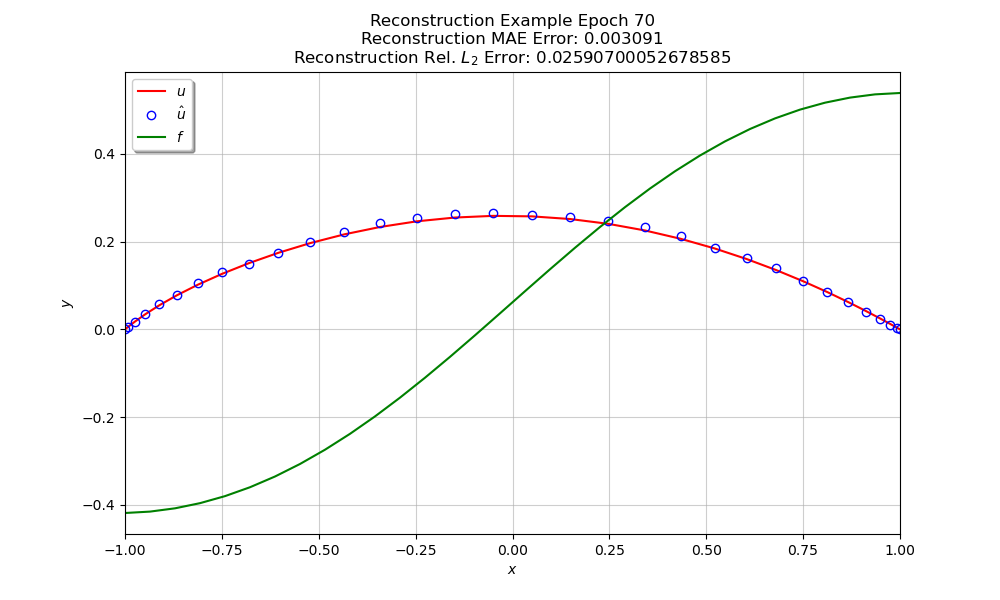 Reconstruction Example Epoch 70
Reconstruction MAE Error: 0.003091
Reconstruction Rel. L₂ Error: 0.02590700052678585
u
û
f
y
0.4
0.2
0.0
−0.2
−0.4
−1.00 −0.75 −0.50 −0.25 0.00 0.25 0.50 0.75 1.00
x